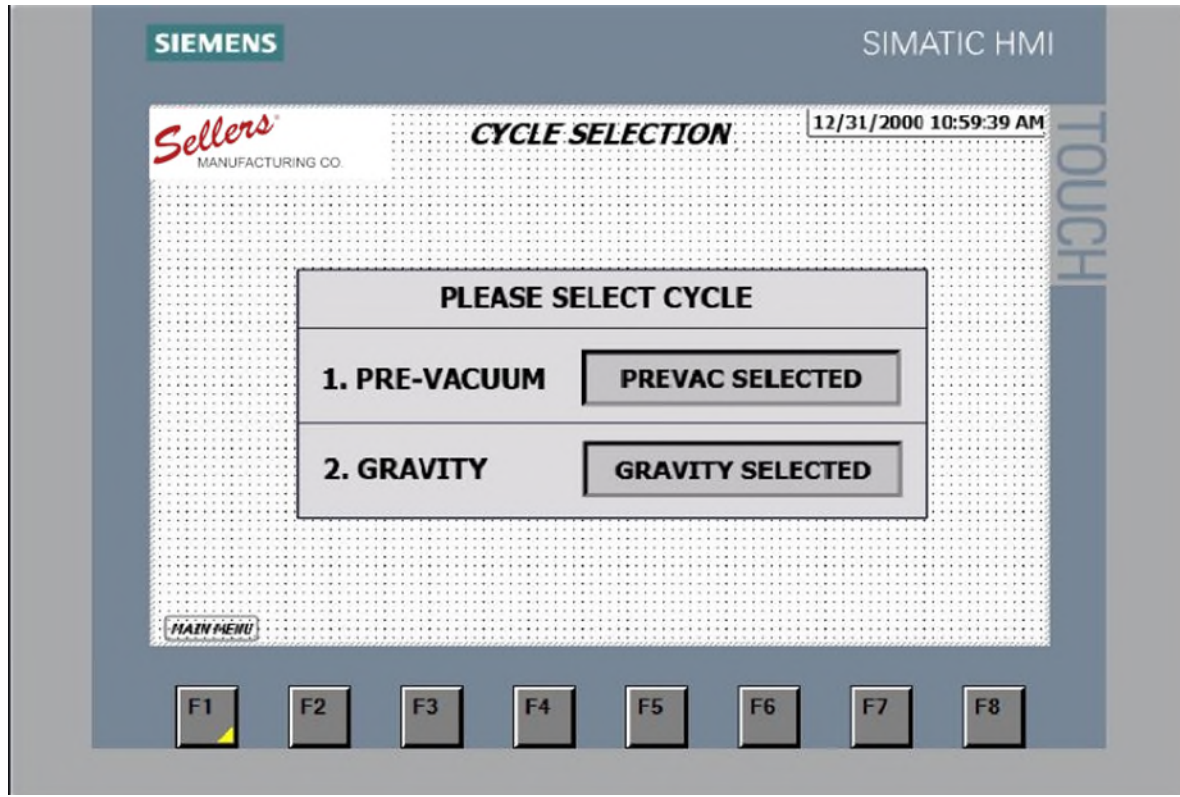 SIEMENS
SIMATIC HMI
TOUCH
Sellers
MANUFACTURING CO.
CYCLE SELECTION
12/31/2000 10:59:39 AM
PLEASE SELECT CYCLE
1. PRE-VACUUM PREVAC SELECTED
2. GRAVITY GRAVITY SELECTED
MAIN MENU
F1 F2 F3 F4 F5 F6 F7 F8